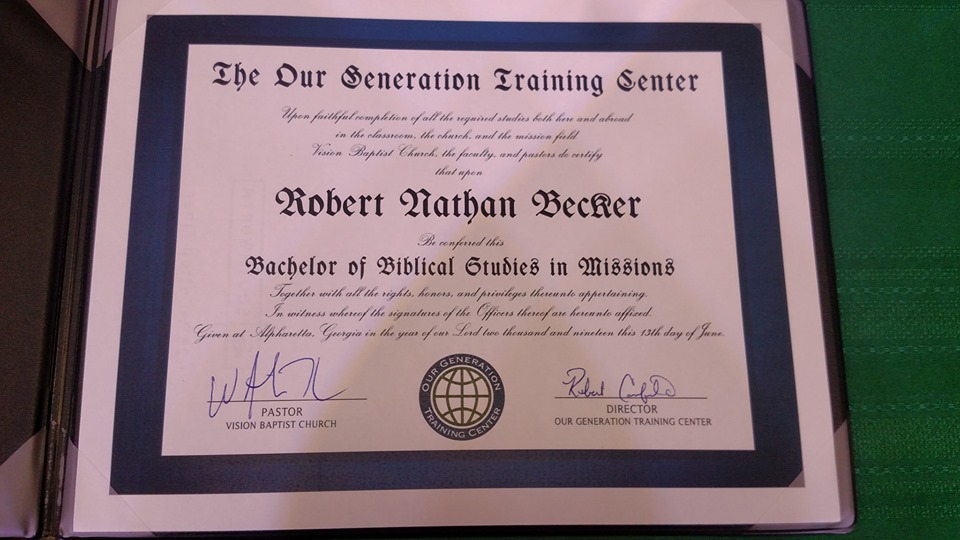 The Our Generation Training Center
Upon faithful completion of all the required studies both here and abroad
in the classroom, the church, and the mission field
Vision Baptist Church, the faculty, and pastors do certify
that upon
Robert Nathan Becker
Be conferred this
Bachelor of Biblical Studies in Missions
Together with all the rights, honors, and privileges thereunto appertaining.
In witness whereof the signatures of the Officers thereof are hereunto affixed.
Given at Alpharetta, Georgia in the year of our Lord two thousand and nineteen this 13th day of June.
PASTOR
VISION BAPTIST CHURCH
OUR GENERATION
TRAINING CENTER
Robert
DIRECTOR
OUR GENERATION TRAINING CENTER